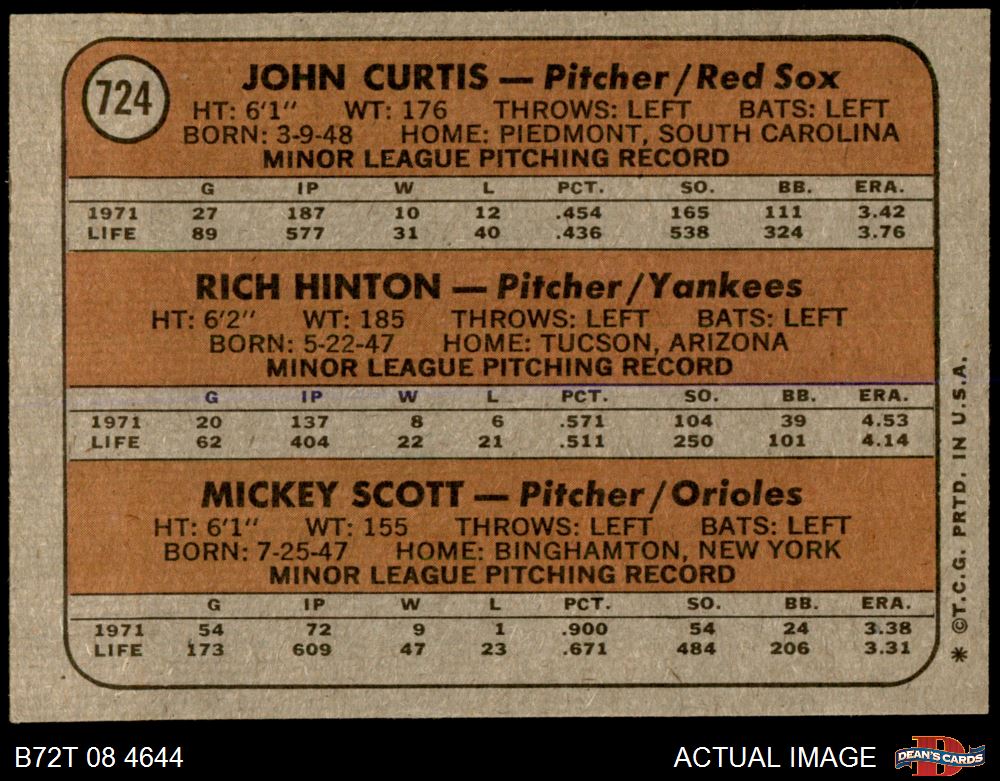 724
JOHN CURTIS — Pitcher/Red Sox
HT: 6'1" WT: 176 THROWS: LEFT BATS: LEFT
BORN: 3-9-48 HOME: PIEDMONT, SOUTH CAROLINA
MINOR LEAGUE PITCHING RECORD
G IP W L PCT. SO. BB. ERA.
1971 27 187 10 12 .454 165 111 3.42
LIFE 89 577 31 40 .436 538 324 3.76
RICH HINTON — Pitcher/Yankees
HT: 6'2" WT: 185 THROWS: LEFT BATS: LEFT
BORN: 5-22-47 HOME: TUCSON, ARIZONA
MINOR LEAGUE PITCHING RECORD
G IP W L PCT. SO. BB. ERA.
1971 20 137 8 6 .571 104 39 4.53
LIFE 62 404 22 21 .511 250 101 4.14
MICKEY SCOTT — Pitcher/Orioles
HT: 6'1" WT: 155 THROWS: LEFT BATS: LEFT
BORN: 7-25-47 HOME: BINGHAMTON, NEW YORK
MINOR LEAGUE PITCHING RECORD
G IP W L PCT. SO. BB. ERA.
1971 54 72 9 1 .900 54 24 3.38
LIFE 173 609 47 23 .671 484 206 3.31
* ©T.C.G. PRTD. IN U.S.A.
B72T 08 4644
ACTUAL IMAGE
D
DEAN'S CARDS